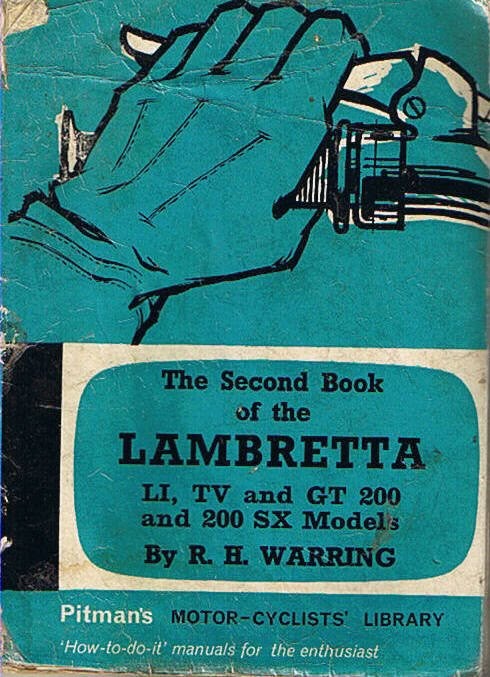 The Second Book
of the
LAMBRETTA
LI, TV and GT 200
and 200 SX Models
By R. H. WARRING
Pitman's MOTOR-CYCLISTS' LIBRARY
'How-to-do-it' manuals for the enthusiast